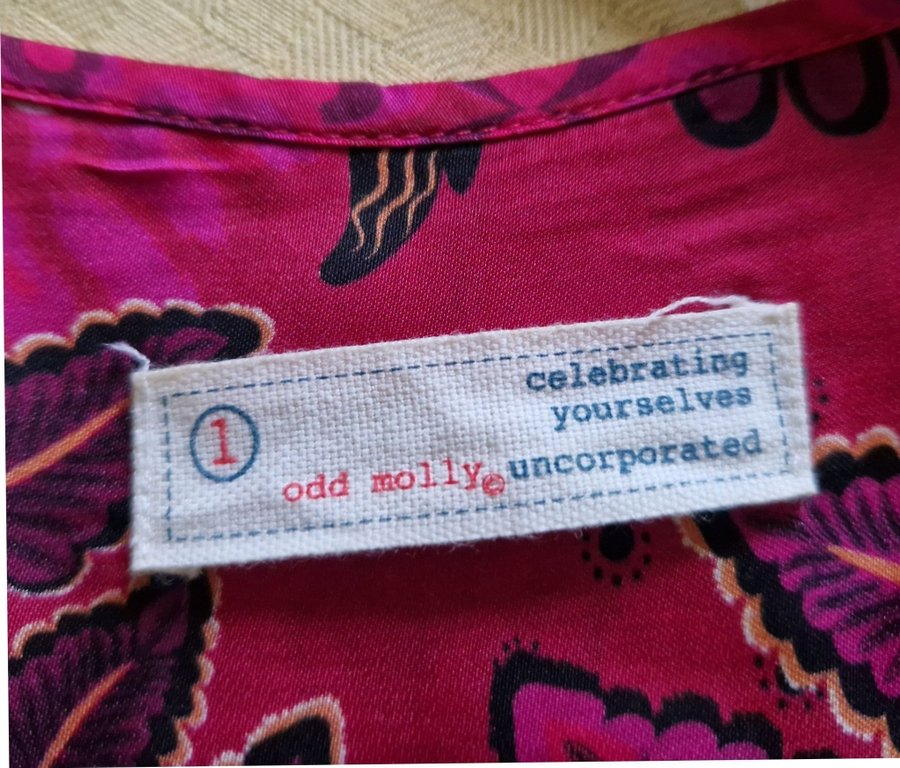 1
celebrating
yourselves
odd molly© uncorporated